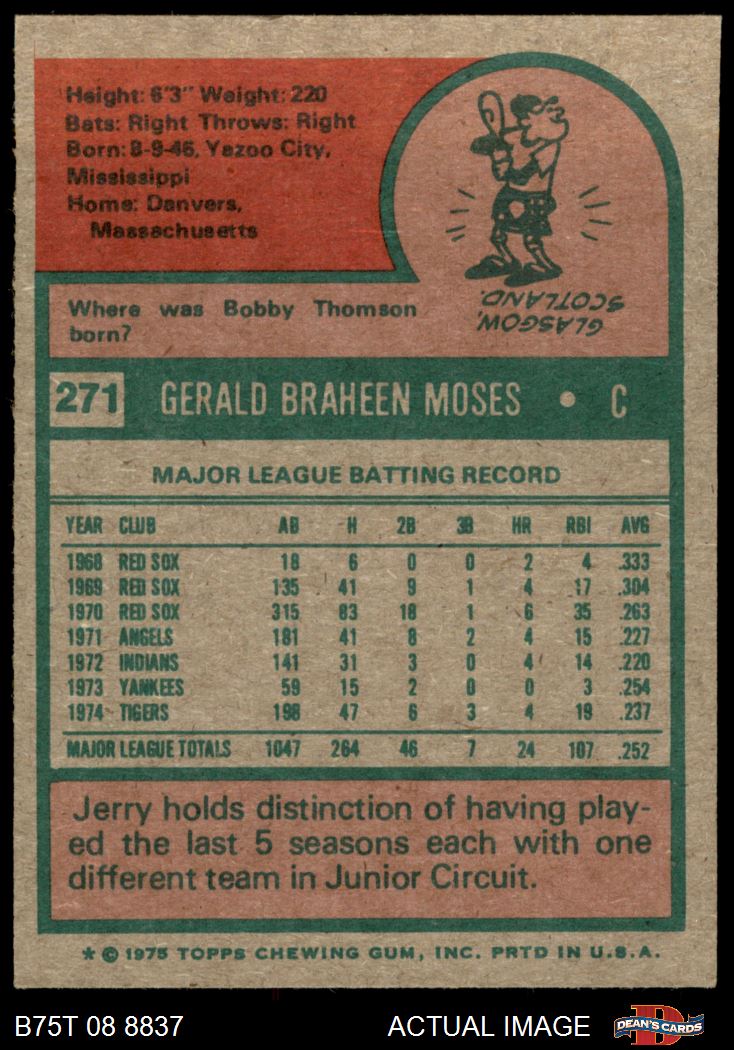 Height: 6'3" Weight: 220
Bats: Right Throws: Right
Born: 8-9-46, Yazoo City,
Mississippi
Home: Danvers,
Massachusetts
Where was Bobby Thomson
born?
GLASGOW,
SCOTLAND.
271 GERALD BRAHEEN MOSES • C
MAJOR LEAGUE BATTING RECORD
YEAR CLUB AB H 2B 3B HR RBI AVG
1968 RED SOX 18 6 0 0 2 4 .333
1969 RED SOX 135 41 9 1 4 17 .304
1970 RED SOX 315 83 18 1 6 35 .263
1971 ANGELS 181 41 8 2 4 15 .227
1972 INDIANS 141 31 3 0 4 14 .220
1973 YANKEES 59 15 2 0 0 3 .254
1974 TIGERS 198 47 6 3 4 19 .237
MAJOR LEAGUE TOTALS 1047 264 46 7 24 107 .252
Jerry holds distinction of having play-
ed the last 5 seasons each with one
different team in Junior Circuit.
* © 1975 TOPPS CHEWING GUM, INC. PRTD IN U.S.A.
B75T 08 8837 ACTUAL IMAGE DEAN'S CARDS